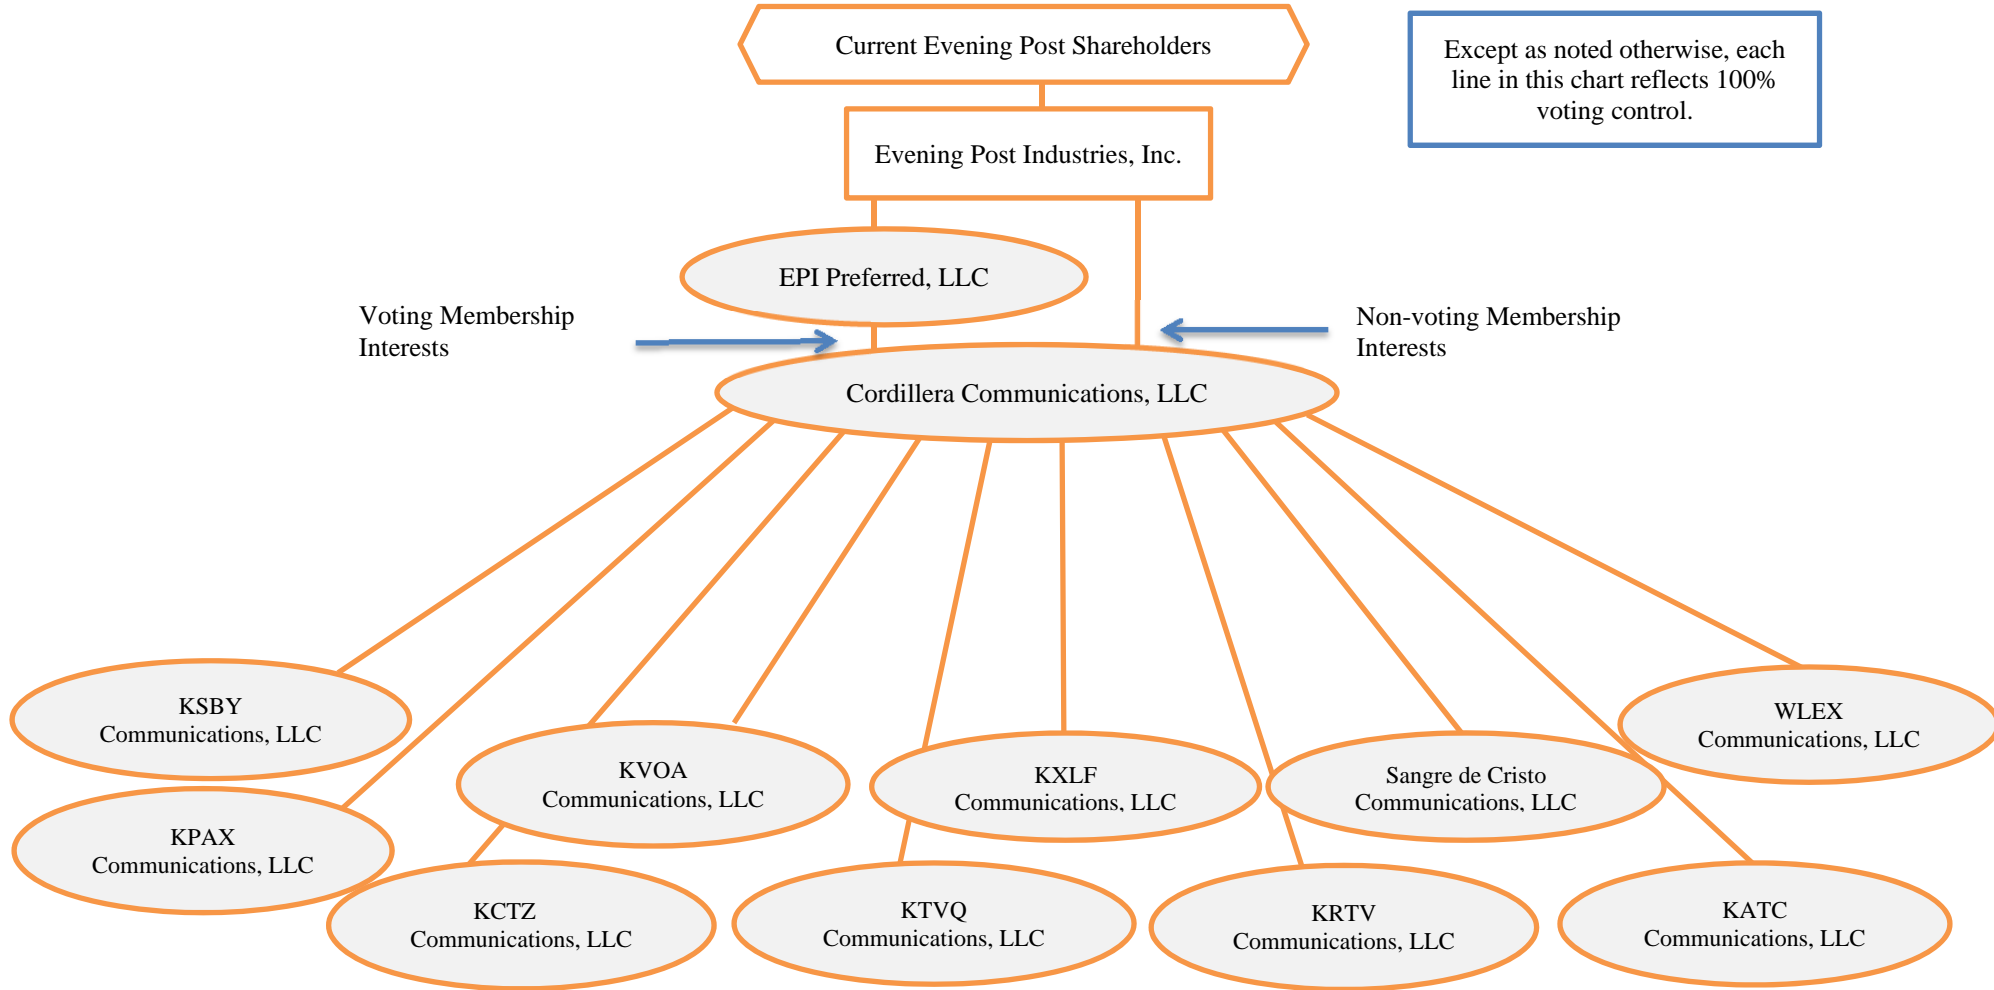 Current Evening Post Shareholders
Except as noted otherwise, each
line in this chart reflects 100%
voting control.
Evening Post Industries, Inc.
EPI Preferred, LLC
Voting Membership
Interests
Non-voting Membership
Interests
Cordillera Communications, LLC
KSBY
Communications, LLC
WLEX
Communications, LLC
KVOA
Communications, LLC
KXLF
Communications, LLC
Sangre de Cristo
Communications, LLC
KPAX
Communications, LLC
KCTZ
Communications, LLC
KTVQ
Communications, LLC
KRTV
Communications, LLC
KATC
Communications, LLC